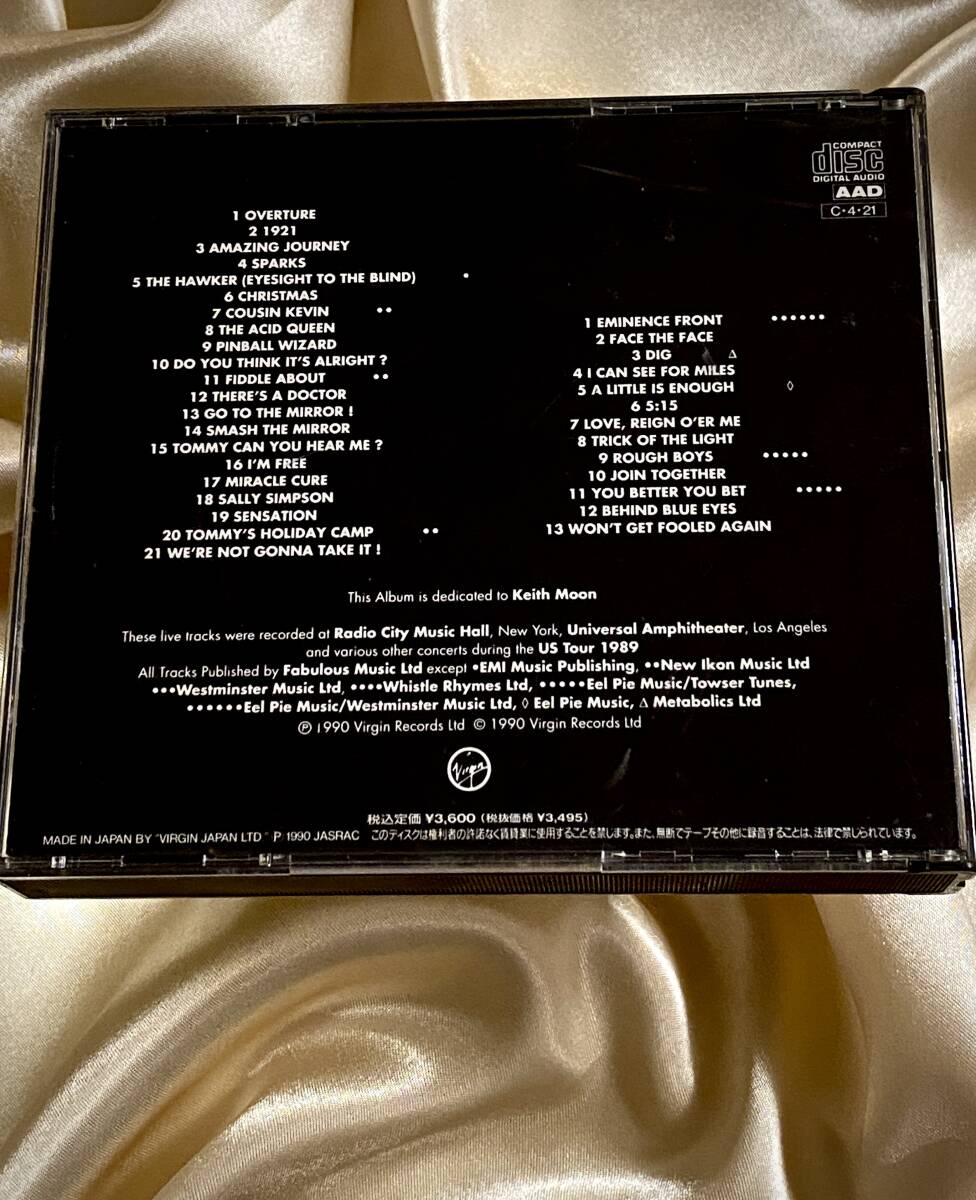 COMPACT
disc
DIGITAL AUDIO
AAD
C·4·21
1 OVERTURE
2 1921
3 AMAZING JOURNEY
4 SPARKS
5 THE HAWKER (EYESIGHT TO THE BLIND) •
6 CHRISTMAS
7 COUSIN KEVIN ••
8 THE ACID QUEEN
9 PINBALL WIZARD
10 DO YOU THINK IT'S ALRIGHT ?
11 FIDDLE ABOUT ••
12 THERE'S A DOCTOR
13 GO TO THE MIRROR !
14 SMASH THE MIRROR
15 TOMMY CAN YOU HEAR ME ?
16 I'M FREE
17 MIRACLE CURE
18 SALLY SIMPSON
19 SENSATION
20 TOMMY'S HOLIDAY CAMP ••
21 WE'RE NOT GONNA TAKE IT !
1 EMINENCE FRONT ••••••
2 FACE THE FACE
3 DIG ∆
4 I CAN SEE FOR MILES
5 A LITTLE IS ENOUGH ◊
6 5:15
7 LOVE, REIGN O'ER ME
8 TRICK OF THE LIGHT
9 ROUGH BOYS •••••
10 JOIN TOGETHER
11 YOU BETTER YOU BET •••••
12 BEHIND BLUE EYES
13 WON'T GET FOOLED AGAIN
This Album is dedicated to Keith Moon
These live tracks were recorded at Radio City Music Hall, New York, Universal Amphitheater, Los Angeles
and various other concerts during the US Tour 1989
All Tracks Published by Fabulous Music Ltd except •EMI Music Publishing, ••New Ikon Music Ltd
•••Westminster Music Ltd, ••••Whistle Rhymes Ltd, •••••Eel Pie Music/Towser Tunes,
••••••Eel Pie Music/Westminster Music Ltd, ◊ Eel Pie Music, ∆ Metabolics Ltd
℗ 1990 Virgin Records Ltd © 1990 Virgin Records Ltd
Virgin
税込定価 ¥3,600 (税抜価格 ¥3,495)
MADE IN JAPAN BY "VIRGIN JAPAN LTD" P 1990 JASRAC このディスクは権利者の許諾なく賃貸業に使用することを禁じます。また、無断でテープその他に録音することは、法律で禁じられています。